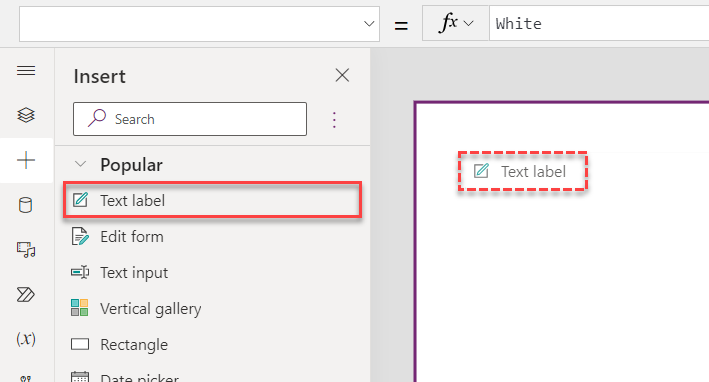 = fx White
Insert
Search
Popular
Text label
Text label
Edit form
Text input
Vertical gallery
(x) Rectangle
Date picker